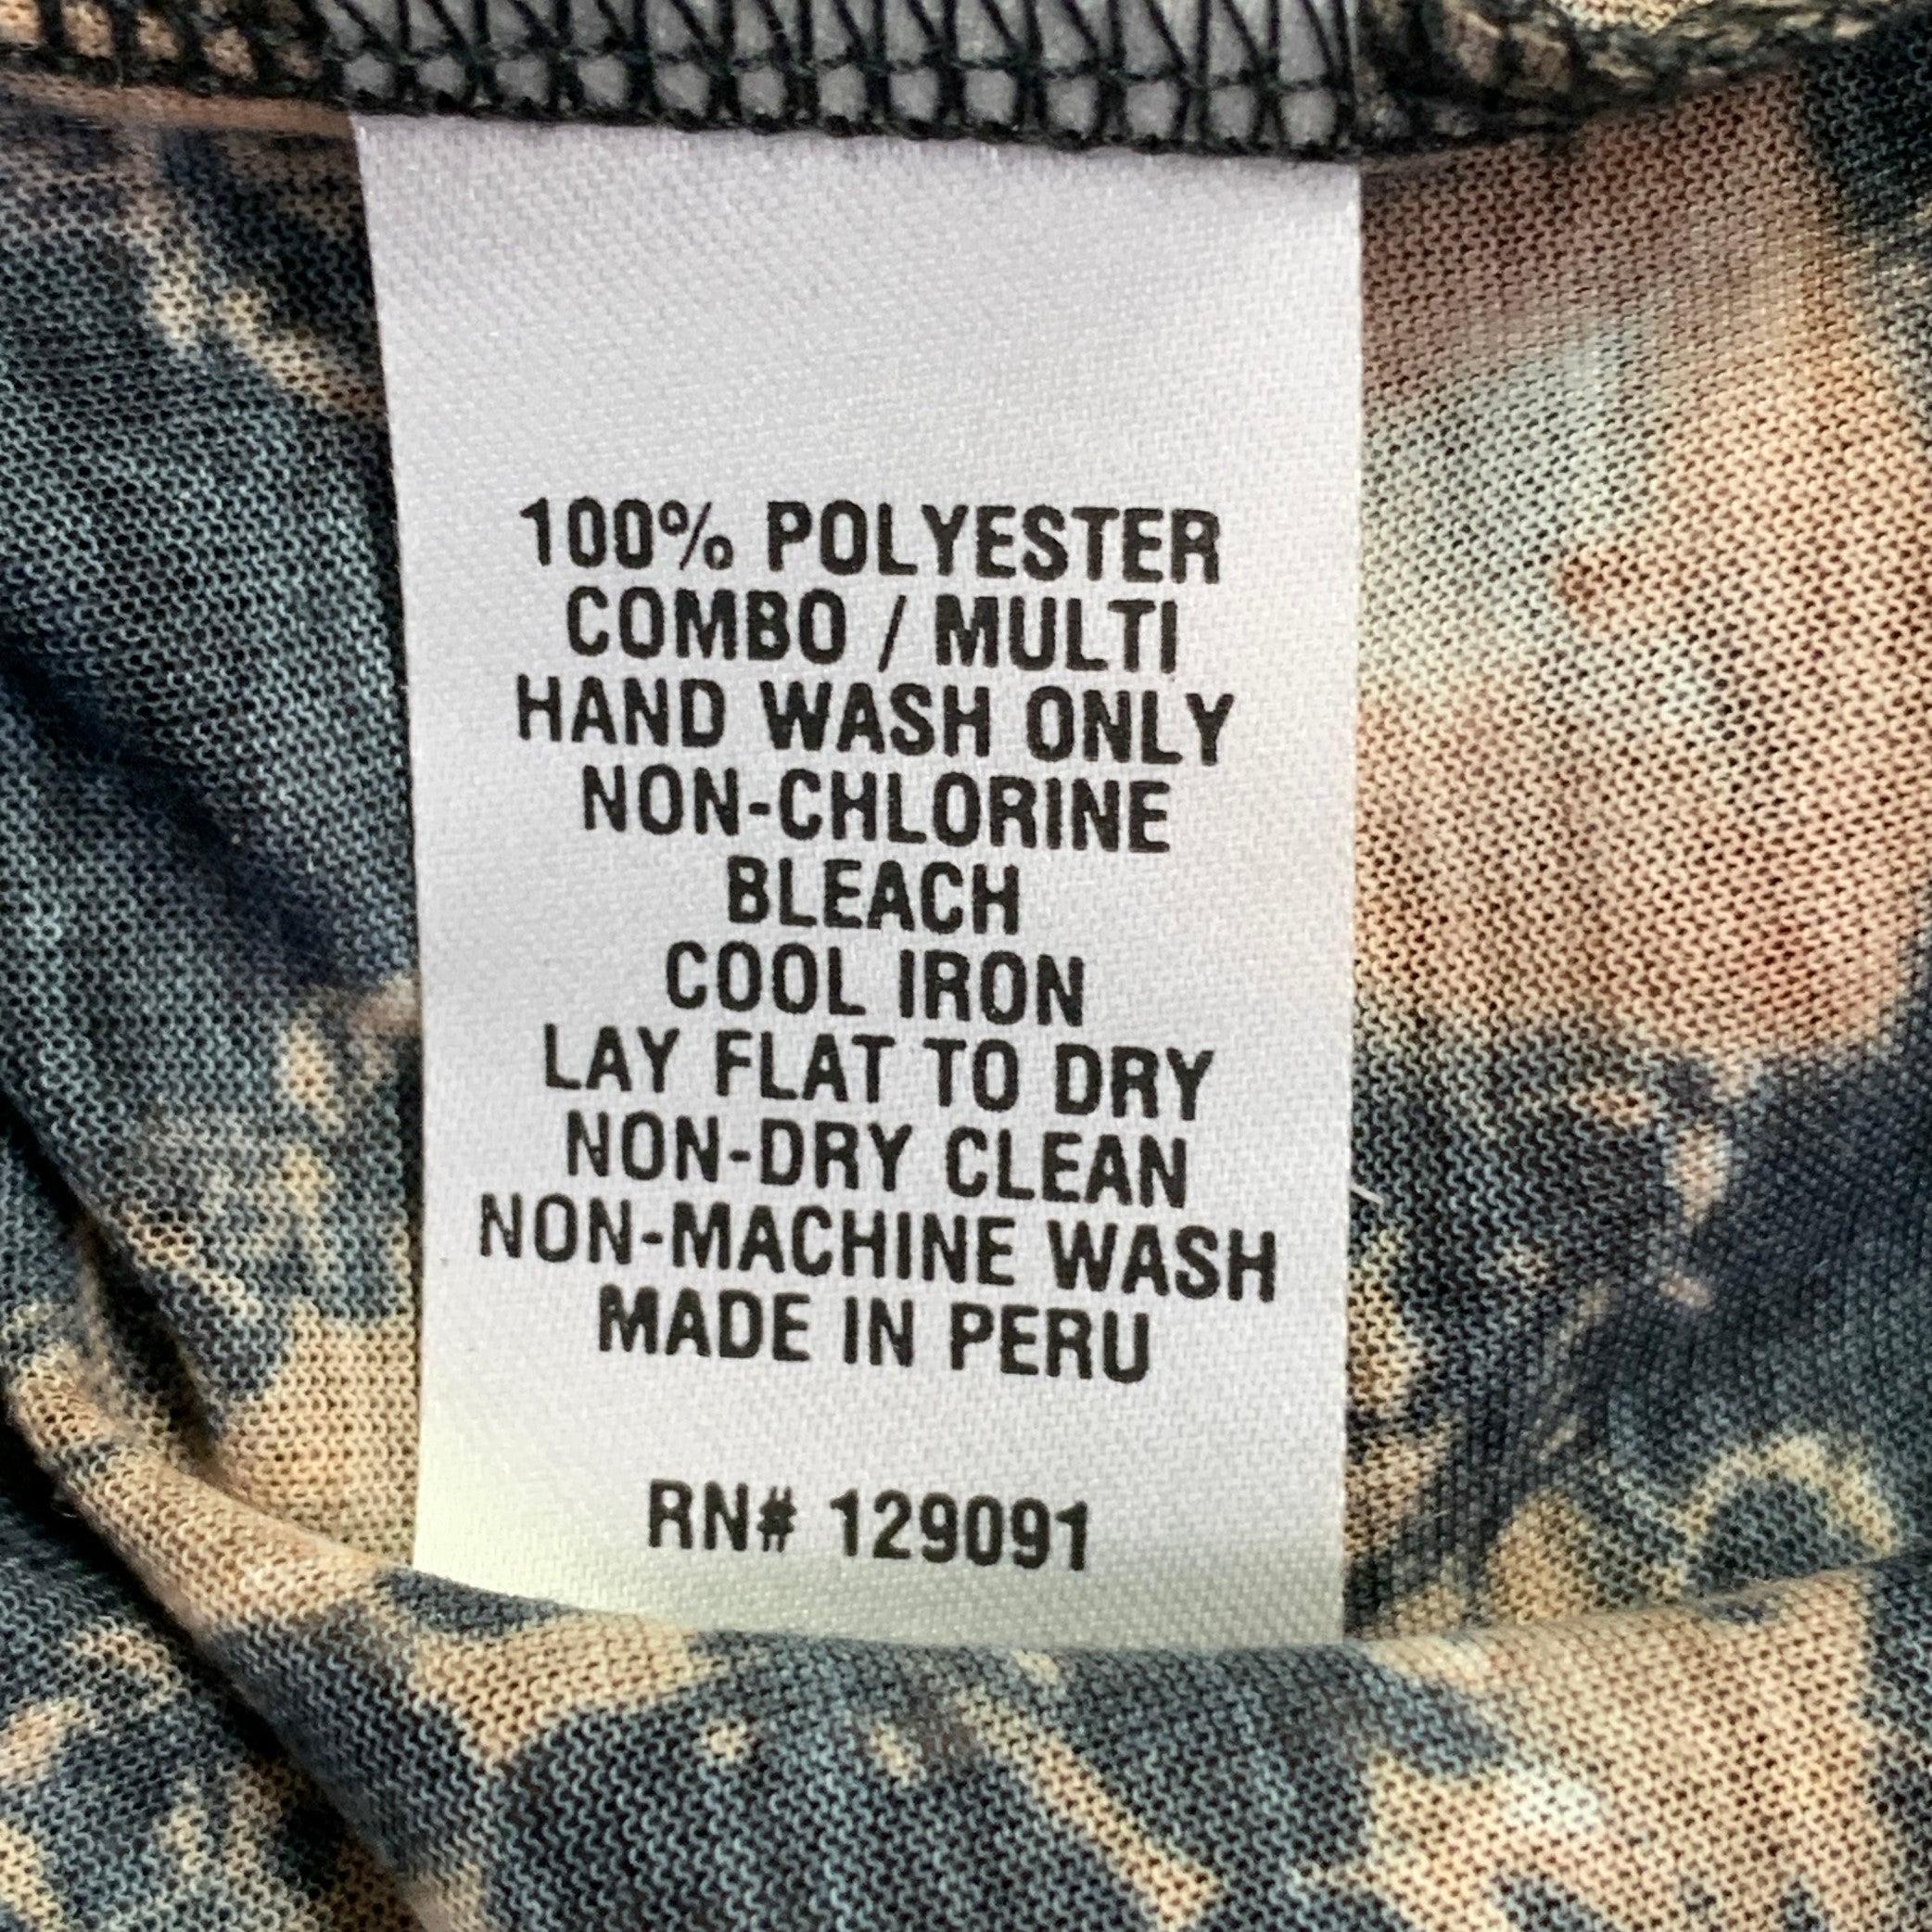 100% POLYESTER
COMBO / MULTI
HAND WASH ONLY
NON-CHLORINE
BLEACH
COOL IRON
LAY FLAT TO DRY
NON-DRY CLEAN
NON-MACHINE WASH
MADE IN PERU
RN# 129091